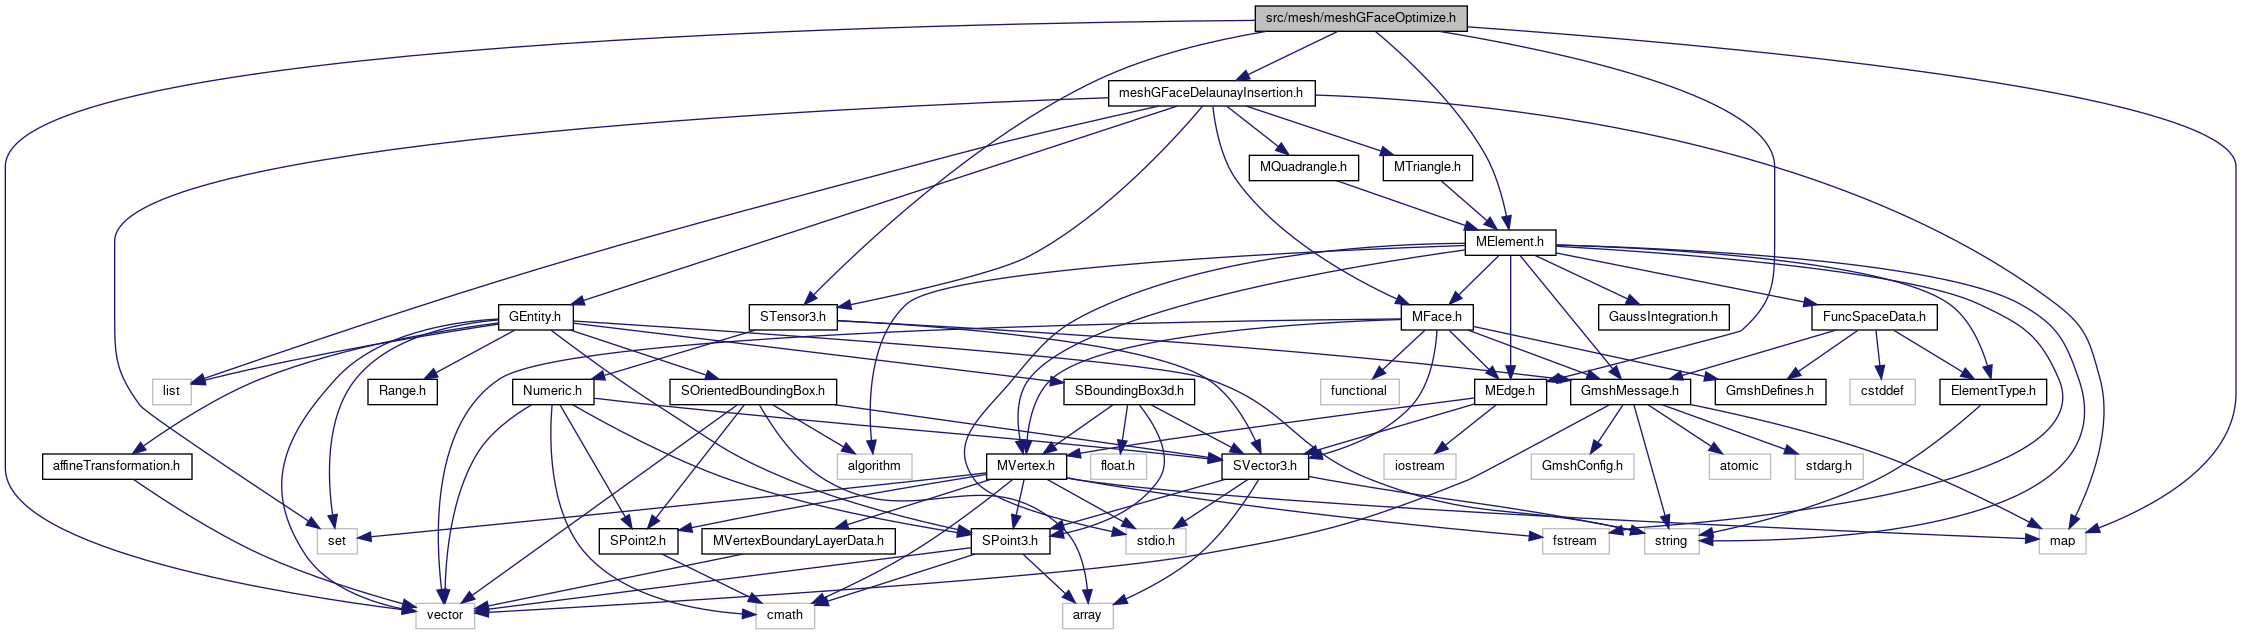 src/mesh/meshGFaceOptimize.h
meshGFaceDelaunayInsertion.h
MQuadrangle.h
MTriangle.h
MElement.h
GEntity.h
STensor3.h
MFace.h
GaussIntegration.h
FuncSpaceData.h
list
Range.h
Numeric.h
SOrientedBoundingBox.h
SBoundingBox3d.h
functional
MEdge.h
GmshMessage.h
GmshDefines.h
cstddef
ElementType.h
affineTransformation.h
algorithm
MVertex.h
float.h
SVector3.h
iostream
GmshConfig.h
atomic
stdarg.h
set
SPoint2.h
MVertexBoundaryLayerData.h
SPoint3.h
stdio.h
fstream
string
map
vector
cmath
array